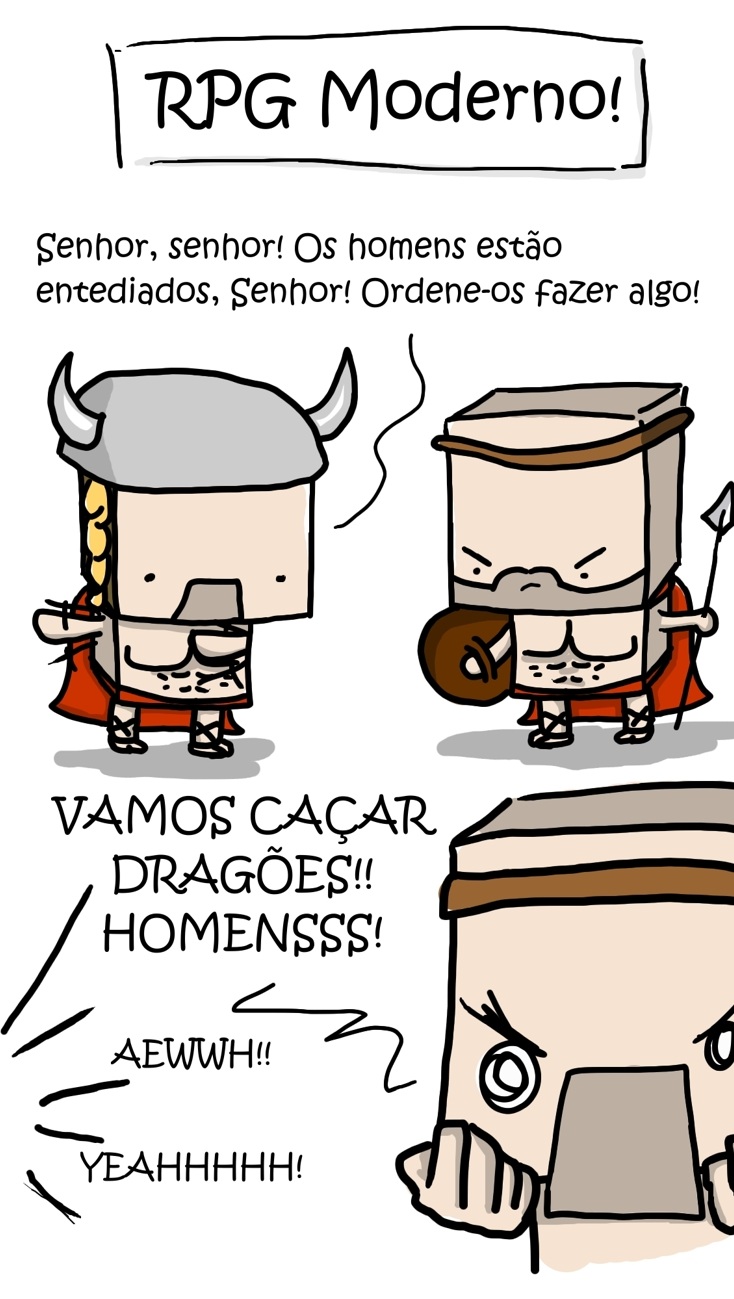 RPG Moderno!
Senhor, senhor! Os homens estão
entediados, Senhor! Ordene-os fazer algo!
VAMOS CAÇAR
DRAGÕES!!
HOMENSSS!
AEWWH!!
YEAHHHHH!